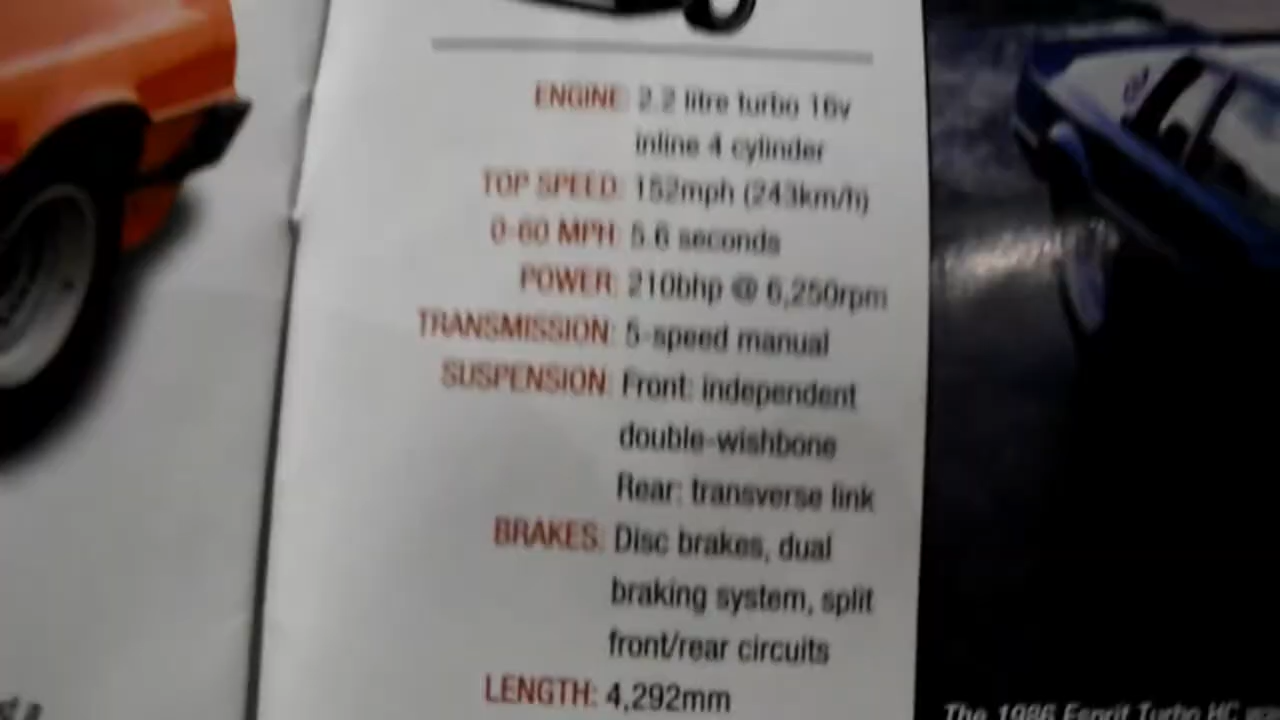 ENGINE: 2.2 litre turbo 16v
inline 4 cylinder
TOP SPEED: 152mph (243km/h)
0-60 MPH: 5.6 seconds
POWER: 210bhp @ 6,250rpm
TRANSMISSION: 5-speed manual
SUSPENSION: Front: independent
double-wishbone
Rear: transverse link
BRAKES: Disc brakes, dual
braking system, split
front/rear circuits
LENGTH: 4,292mm
The 1986 Esprit Turbo HC